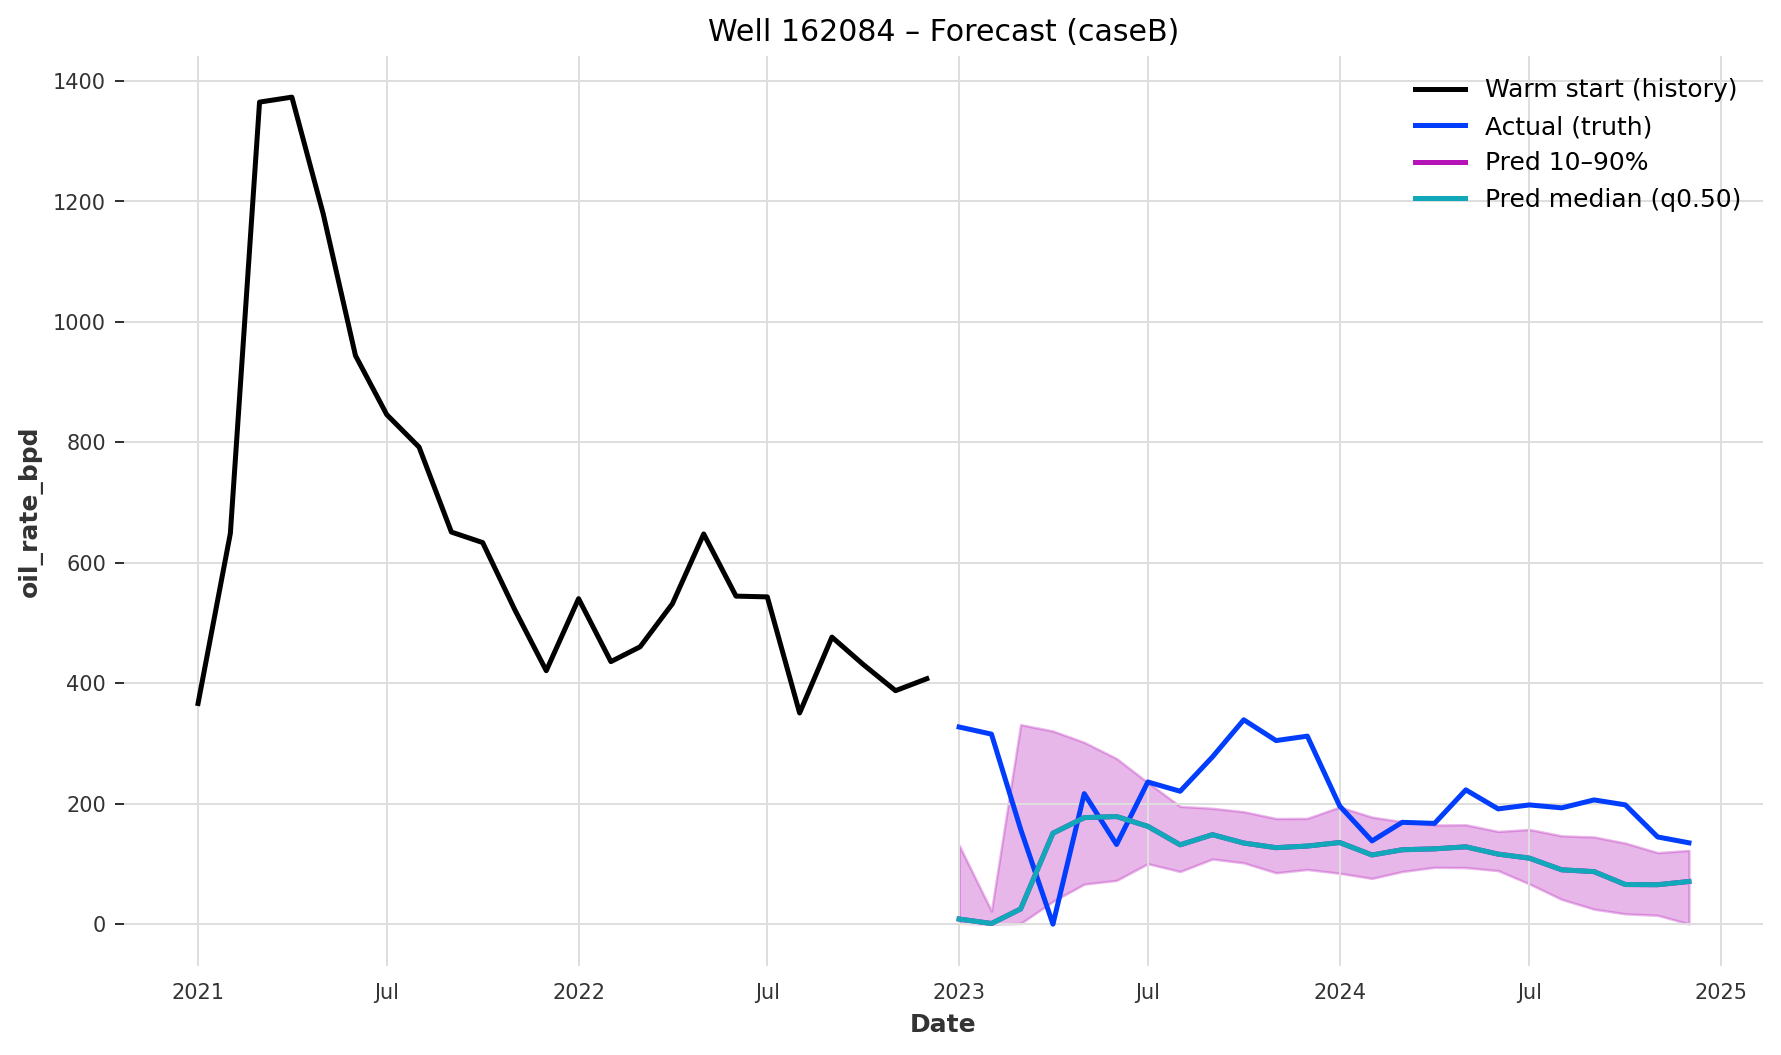 Well 162084 – Forecast (caseB)
Warm start (history)
Actual (truth)
Pred 10–90%
Pred median (q0.50)
oil_rate_bpd
1400
1200
1000
800
600
400
200
0
2021
Jul
2022
Jul
2023
Jul
2024
Jul
2025
Date